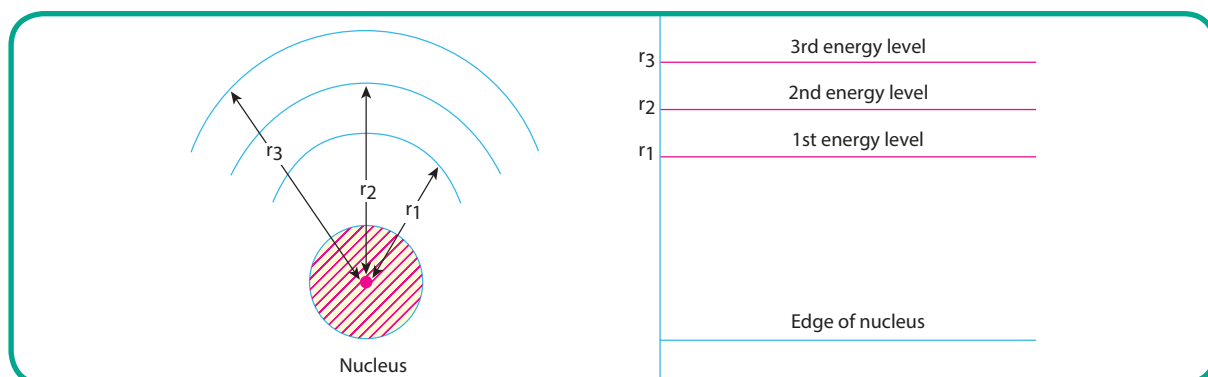 r3
r2
r1
Nucleus
r3
3rd energy level
r2
2nd energy level
r1
1st energy level
Edge of nucleus